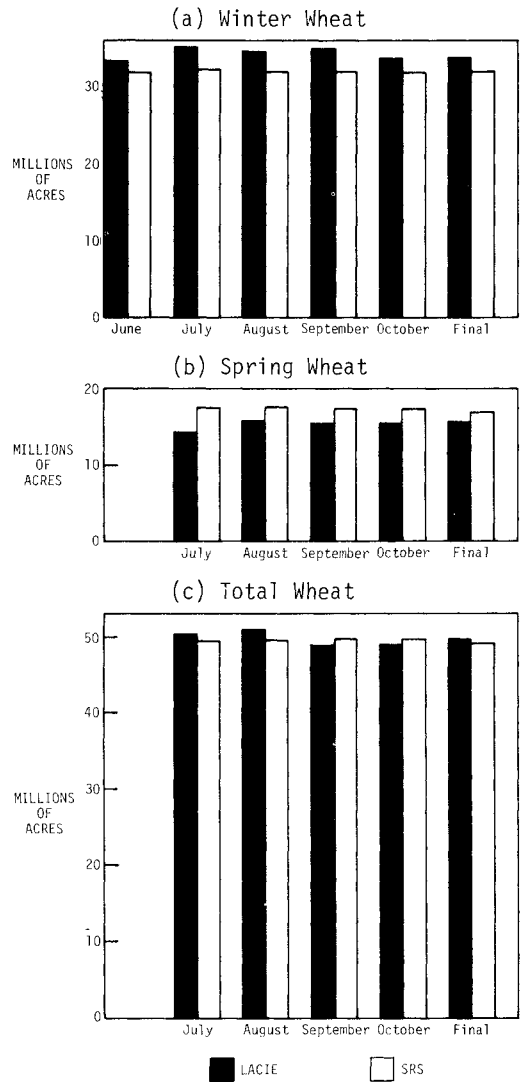 (a) Winter Wheat
30
20
MILLIONS
OF
ACRES
10
0
June July August September October Final
(b) Spring Wheat
20
MILLIONS
OF
ACRES
10
0
July August September October Final
(c) Total Wheat
50
40
30
MILLIONS
OF
ACRES
20
10
0
July August September October Final
LACIE SRS